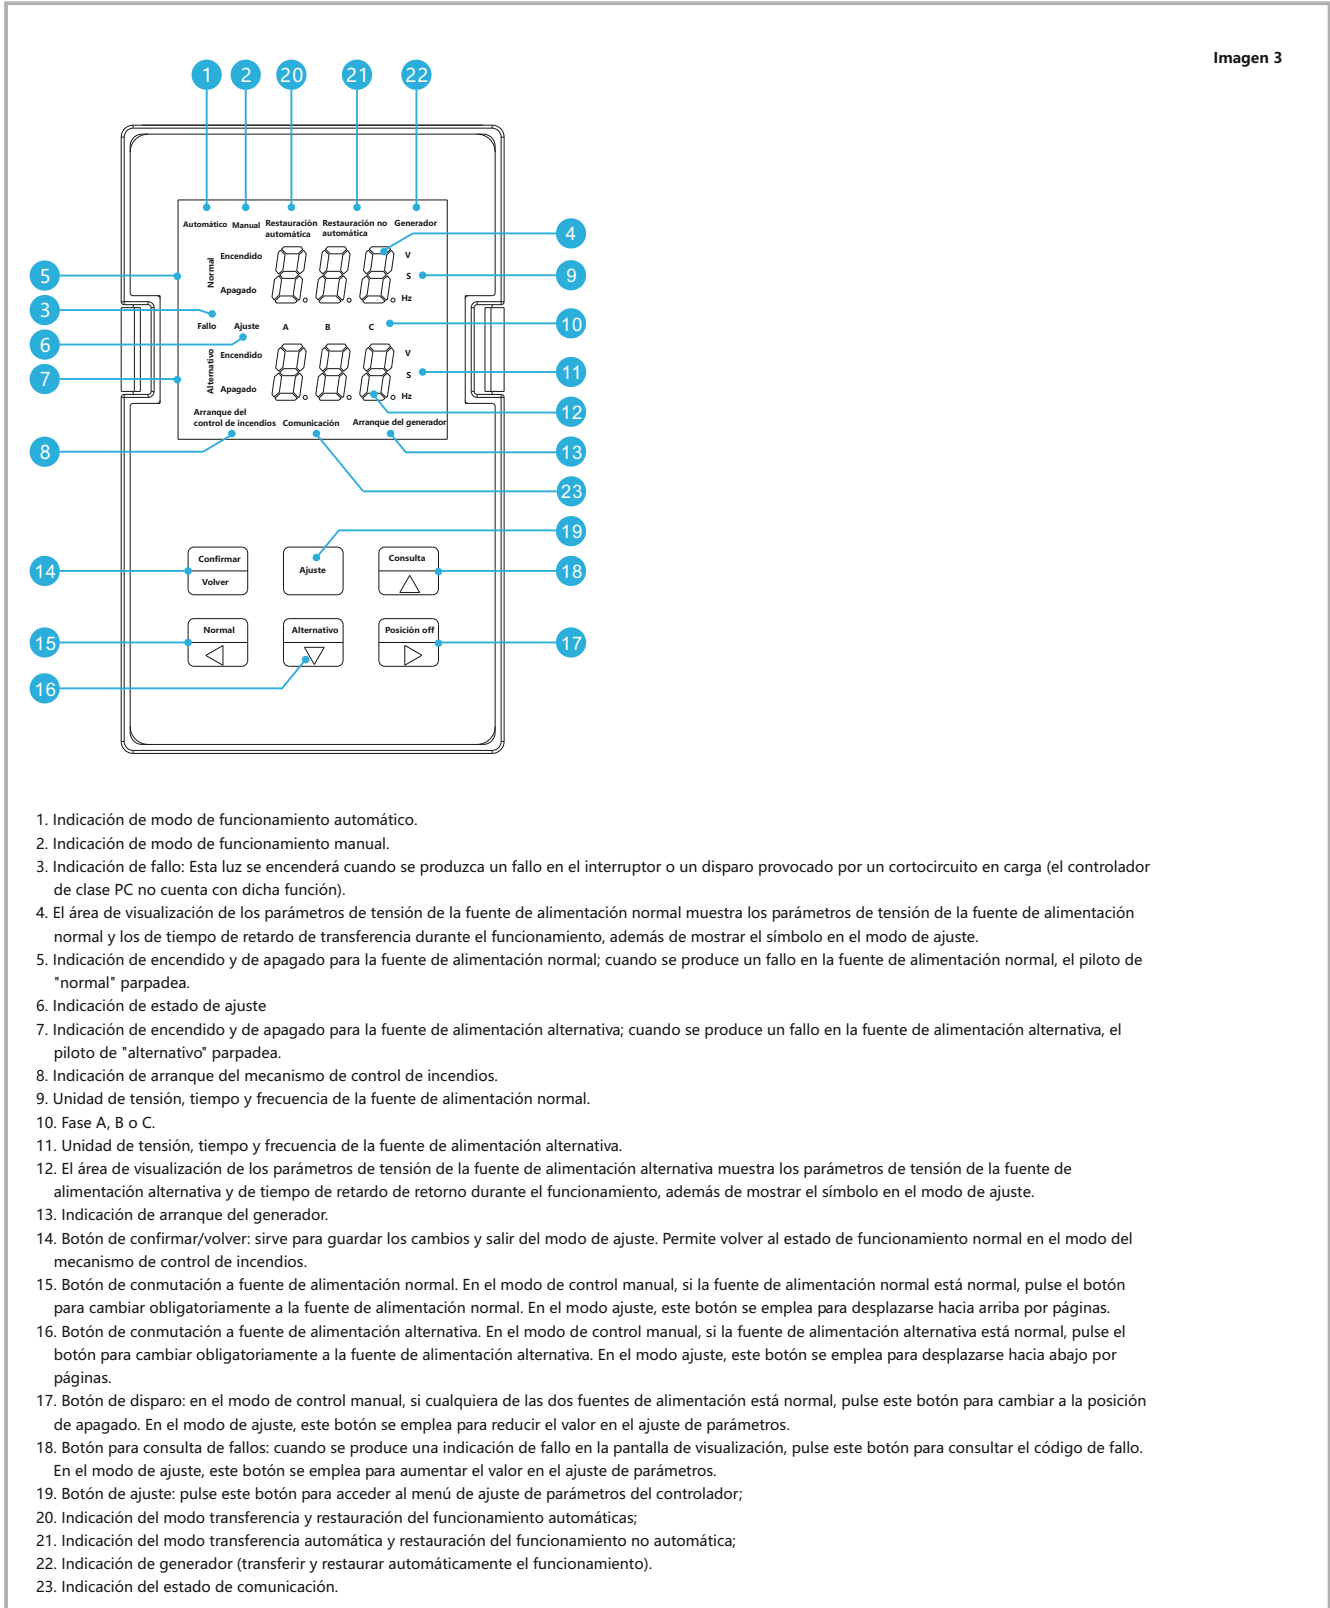 Imagen 3
1 2 20 21 22
Automático Manual Restauración automática Restauración no automática Generador
4
Normal
Encendido
V
5
S
9
Apagado
Hz
3
Fallo Ajuste A B C
10
6
Alternativo
Encendido
V
7
S
11
Apagado
Hz
12
Arranque del
control de incendios Comunicación Arranque del generador
8
13
23
19
Confirmar
Volver
Ajuste
Consulta
14
18
Normal
Alternativo
Posición off
15
17
16
1. Indicación de modo de funcionamiento automático.
2. Indicación de modo de funcionamiento manual.
3. Indicación de fallo: Esta luz se encenderá cuando se produzca un fallo en el interruptor o un disparo provocado por un cortocircuito en carga (el controlador
de clase PC no cuenta con dicha función).
4. El área de visualización de los parámetros de tensión de la fuente de alimentación normal muestra los parámetros de tensión de la fuente de alimentación
normal y los de tiempo de retardo de transferencia durante el funcionamiento, además de mostrar el símbolo en el modo de ajuste.
5. Indicación de encendido y de apagado para la fuente de alimentación normal; cuando se produce un fallo en la fuente de alimentación normal, el piloto de
"normal" parpadea.
6. Indicación de estado de ajuste
7. Indicación de encendido y de apagado para la fuente de alimentación alternativa; cuando se produce un fallo en la fuente de alimentación alternativa, el
piloto de "alternativo" parpadea.
8. Indicación de arranque del mecanismo de control de incendios.
9. Unidad de tensión, tiempo y frecuencia de la fuente de alimentación normal.
10. Fase A, B o C.
11. Unidad de tensión, tiempo y frecuencia de la fuente de alimentación alternativa.
12. El área de visualización de los parámetros de tensión de la fuente de alimentación alternativa muestra los parámetros de tensión de la fuente de
alimentación alternativa y de tiempo de retardo de retorno durante el funcionamiento, además de mostrar el símbolo en el modo de ajuste.
13. Indicación de arranque del generador.
14. Botón de confirmar/volver: sirve para guardar los cambios y salir del modo de ajuste. Permite volver al estado de funcionamiento normal en el modo del
mecanismo de control de incendios.
15. Botón de conmutación a fuente de alimentación normal. En el modo de control manual, si la fuente de alimentación normal está normal, pulse el botón
para cambiar obligatoriamente a la fuente de alimentación normal. En el modo ajuste, este botón se emplea para desplazarse hacia arriba por páginas.
16. Botón de conmutación a fuente de alimentación alternativa. En el modo de control manual, si la fuente de alimentación alternativa está normal, pulse el
botón para cambiar obligatoriamente a la fuente de alimentación alternativa. En el modo ajuste, este botón se emplea para desplazarse hacia abajo por
páginas.
17. Botón de disparo: en el modo de control manual, si cualquiera de las dos fuentes de alimentación está normal, pulse este botón para cambiar a la posición
de apagado. En el modo de ajuste, este botón se emplea para reducir el valor en el ajuste de parámetros.
18. Botón para consulta de fallos: cuando se produce una indicación de fallo en la pantalla de visualización, pulse este botón para consultar el código de fallo.
En el modo de ajuste, este botón se emplea para aumentar el valor en el ajuste de parámetros.
19. Botón de ajuste: pulse este botón para acceder al menú de ajuste de parámetros del controlador;
20. Indicación del modo transferencia y restauración del funcionamiento automáticas;
21. Indicación del modo transferencia automática y restauración del funcionamiento no automática;
22. Indicación de generador (transferir y restaurar automáticamente el funcionamiento).
23. Indicación del estado de comunicación.